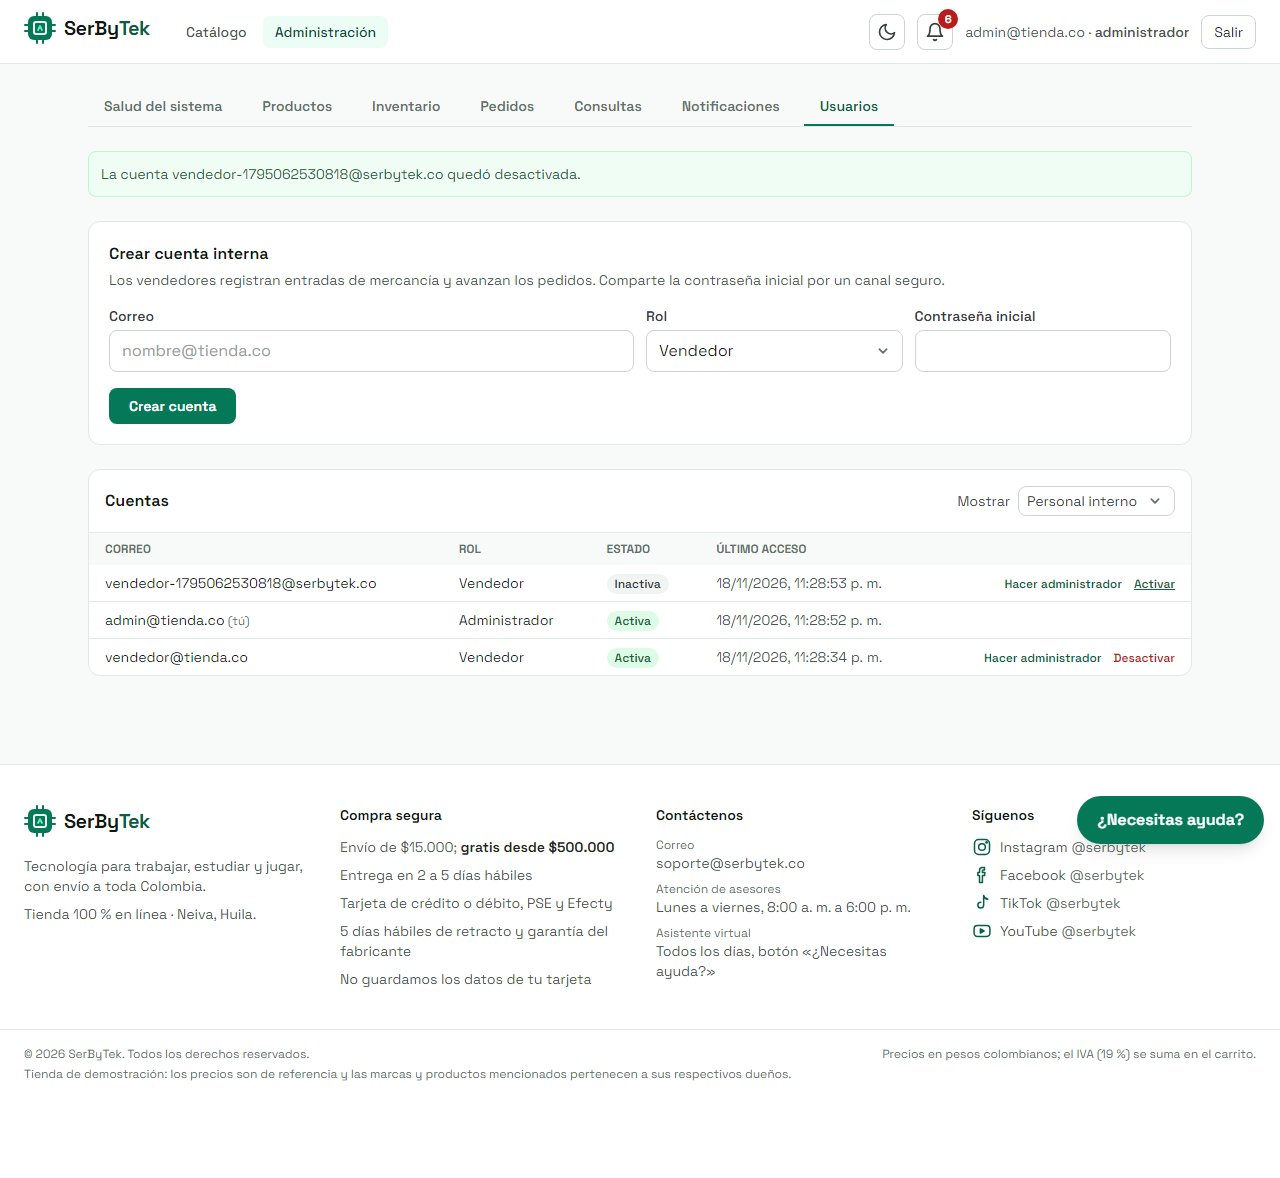 SerByTek
Catálogo
Administración
6
admin@tienda.co · administrador
Salir
Salud del sistema
Productos
Inventario
Pedidos
Consultas
Notificaciones
Usuarios
La cuenta vendedor-1795062530818@serbytek.co quedó desactivada.
Crear cuenta interna
Los vendedores registran entradas de mercancía y avanzan los pedidos. Comparte la contraseña inicial por un canal seguro.
Correo
Rol
Contraseña inicial
nombre@tienda.co
Vendedor
Crear cuenta
Cuentas
Mostrar
Personal interno
CORREO ROL ESTADO ÚLTIMO ACCESO
vendedor-1795062530818@serbytek.co Vendedor Inactiva 18/11/2026, 11:28:53 p. m. Hacer administrador Activar
admin@tienda.co (tú) Administrador Activa 18/11/2026, 11:28:52 p. m.
vendedor@tienda.co Vendedor Activa 18/11/2026, 11:28:34 p. m. Hacer administrador Desactivar
SerByTek
Tecnología para trabajar, estudiar y jugar,
con envío a toda Colombia.
Tienda 100 % en línea · Neiva, Huila.
Compra segura
Envío de $15.000; gratis desde $500.000
Entrega en 2 a 5 días hábiles
Tarjeta de crédito o débito, PSE y Efecty
5 días hábiles de retracto y garantía del
fabricante
No guardamos los datos de tu tarjeta
Contáctenos
Correo
soporte@serbytek.co
Atención de asesores
Lunes a viernes, 8:00 a. m. a 6:00 p. m.
Asistente virtual
Todos los días, botón «¿Necesitas
ayuda?»
Síguenos
¿Necesitas ayuda?
Instagram @serbytek
Facebook @serbytek
TikTok @serbytek
YouTube @serbytek
© 2026 SerByTek. Todos los derechos reservados.
Precios en pesos colombianos; el IVA (19 %) se suma en el carrito.
Tienda de demostración: los precios son de referencia y las marcas y productos mencionados pertenecen a sus respectivos dueños.